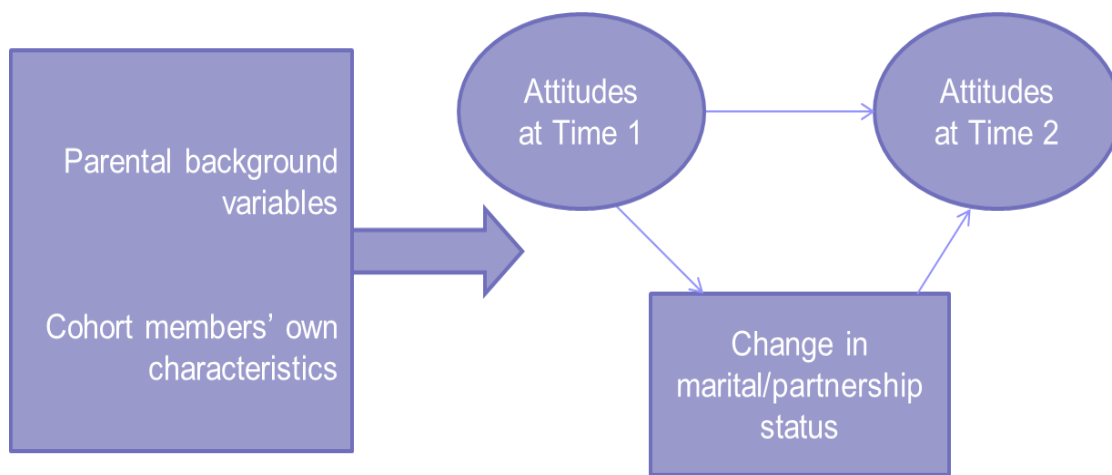 Parental background
variables
Cohort members’ own
characteristics
Attitudes
at Time 1
Attitudes
at Time 2
Change in
marital/partnership
status